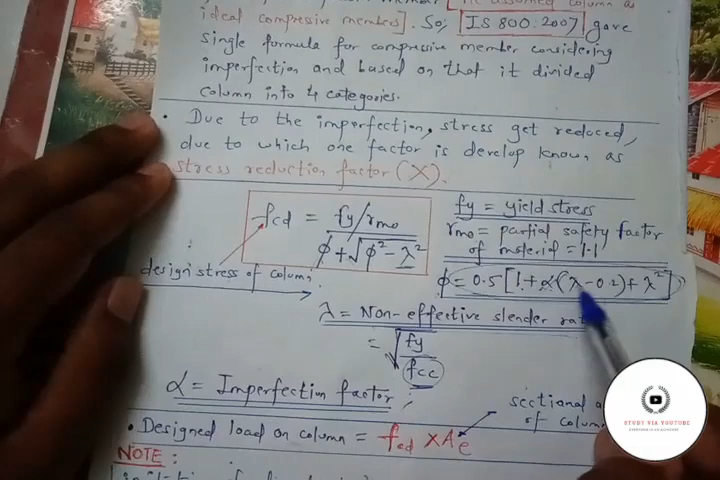 ideal compressive members]. So, [IS 800:2007] gave
single formula for compressive member considering
imperfection and based on that it divided
column into 4 categories.
• Due to the imperfection, stress get reduced,
due to which one factor is develop known as
stress reduction factor (X).
fcd = fy/rmo / ϕ+√ϕ²-λ²
fy = yield stress
rmo = partial safety factor
of material = 1.1
ϕ = 0.5[1+α(λ-0.2)+λ²]
design stress of column
λ = Non-effective slender
= √fy/fcc
α = Imperfection factor;
sectional
of column
• Designed load on column = fcd X Ae
NOTE:
STUDY VIA YOUTUBE